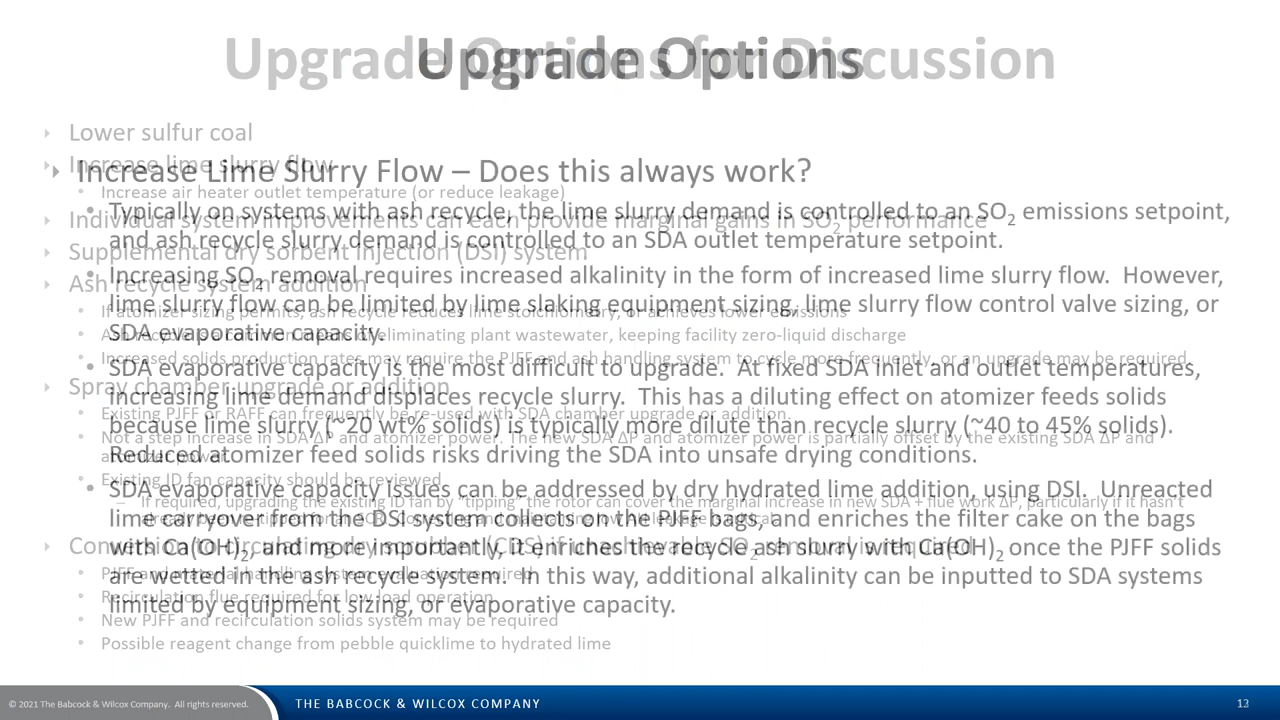 Upgrade Options for Discussion
Lower sulfur coal
Increase lime slurry flow
Increase air heater outlet temperature (or reduce leakage)
Individual system improvements can each provide marginal gains in SO2 performance
Supplemental dry sorbent injection (DSI) system
Ash recycle system addition
If atomizer sizing permits, ash recycle reduces lime stoichiometry, or achieves lower emissions
eliminating plant wastewater, keeping facility zero-liquid discharge
Increased solids production rates may require the PJFF and ash handling system to cycle more frequently, or an upgrade may be required
Spray chamber upgrade or addition
Existing PJFF or RAFF can frequently be re-used with SDA chamber upgrade or addition.
Not a step increase in SDA ΔP and atomizer power. The new SDA ΔP and atomizer power is partially offset by the existing SDA ΔP and
atomizer power.
Existing ID fan capacity should be reviewed
If required, upgrading the existing ID fan by "tipping" the rotor can cover the marginal increase in new SDA + flue work ΔP, particularly if it hasn't
Conversion to circulating dry scrubber (CDS) if unachievable SO2 removal is required
PJFF and material handling system evaluation required
Recirculation flue required for low load operation
New PJFF and recirculation solids system may be required
Possible reagent change from pebble quicklime to hydrated lime
Upgrade Options
Increase Lime Slurry Flow – Does this always work?
Typically on systems with ash recycle, the lime slurry demand is controlled to an SO2 emissions setpoint,
and ash recycle slurry demand is controlled to an SDA outlet temperature setpoint.
Increasing SO2 removal requires increased alkalinity in the form of increased lime slurry flow. However,
lime slurry flow can be limited by lime slaking equipment sizing, lime slurry flow control valve sizing, or
SDA evaporative capacity.
SDA evaporative capacity is the most difficult to upgrade. At fixed SDA inlet and outlet temperatures,
increasing lime demand displaces recycle slurry. This has a diluting effect on atomizer feeds solids
because lime slurry (~20 wt% solids) is typically more dilute than recycle slurry (~40 to 45% solids).
Reduced atomizer feed solids risks driving the SDA into unsafe drying conditions.
SDA evaporative capacity issues can be addressed by dry hydrated lime addition, using DSI. Unreacted
lime carryover from the DSI system collects on the PJFF bags, and enriches the filter cake on the bags
with Ca(OH)2, and more importantly, it enriches the recycle ash slurry with Ca(OH)2 once the PJFF solids
are wetted in the ash recycle system. In this way, additional alkalinity can be inputted to SDA systems
limited by equipment sizing, or evaporative capacity.
© 2021 The Babcock & Wilcox Company. All rights reserved.
THE BABCOCK & WILCOX COMPANY